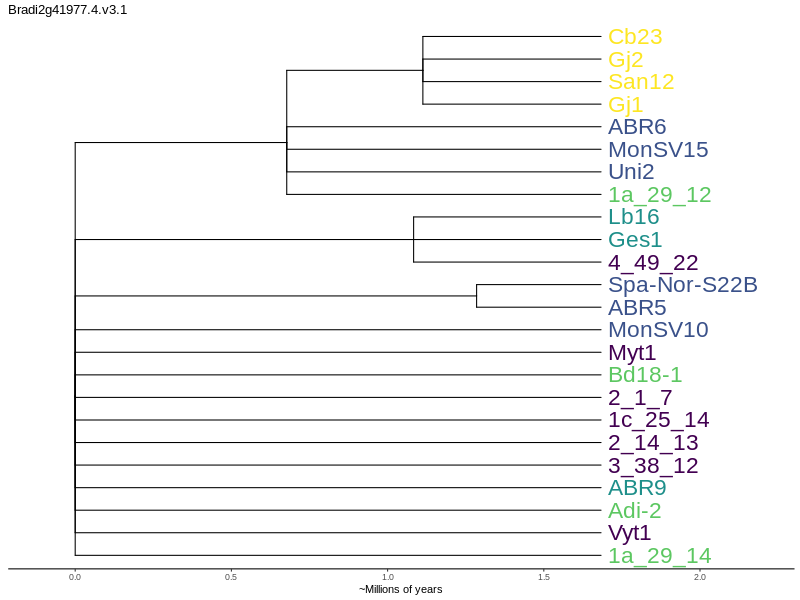 Bradi2g41977.4.v3.1
Cb23
Gj2
San12
Gj1
ABR6
MonSV15
Uni2
1a_29_12
Lb16
Ges1
4_49_22
Spa-Nor-S22B
ABR5
MonSV10
Myt1
Bd18-1
2_1_7
1c_25_14
2_14_13
3_38_12
ABR9
Adi-2
Vyt1
1a_29_14
0.0 0.5 1.0 1.5 2.0
~Millions of years